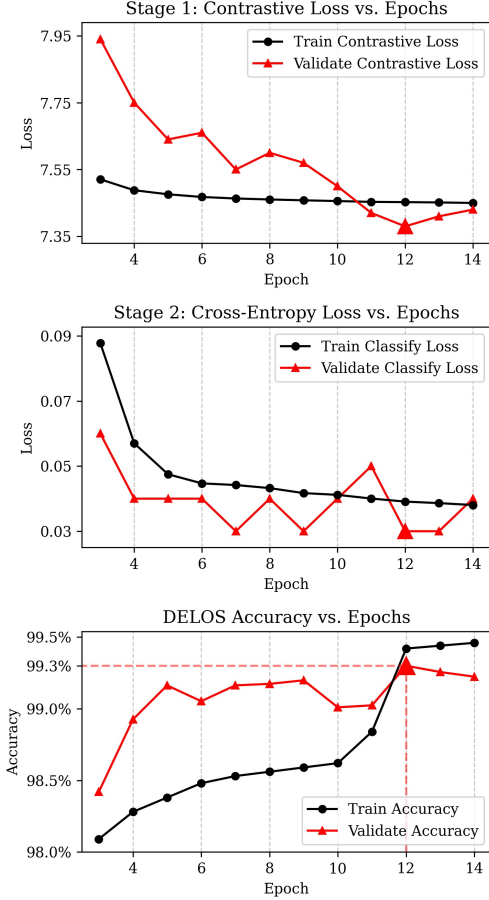 Stage 1: Contrastive Loss vs. Epochs
7.95
7.75
7.55
7.35
Loss
Train Contrastive Loss
Validate Contrastive Loss
4 6 8 10 12 14
Epoch
Stage 2: Cross-Entropy Loss vs. Epochs
0.09
0.07
0.05
0.03
Loss
Train Classify Loss
Validate Classify Loss
4 6 8 10 12 14
Epoch
DELOS Accuracy vs. Epochs
99.5%
99.3%
99.0%
98.5%
98.0%
Accuracy
Train Accuracy
Validate Accuracy
4 6 8 10 12 14
Epoch